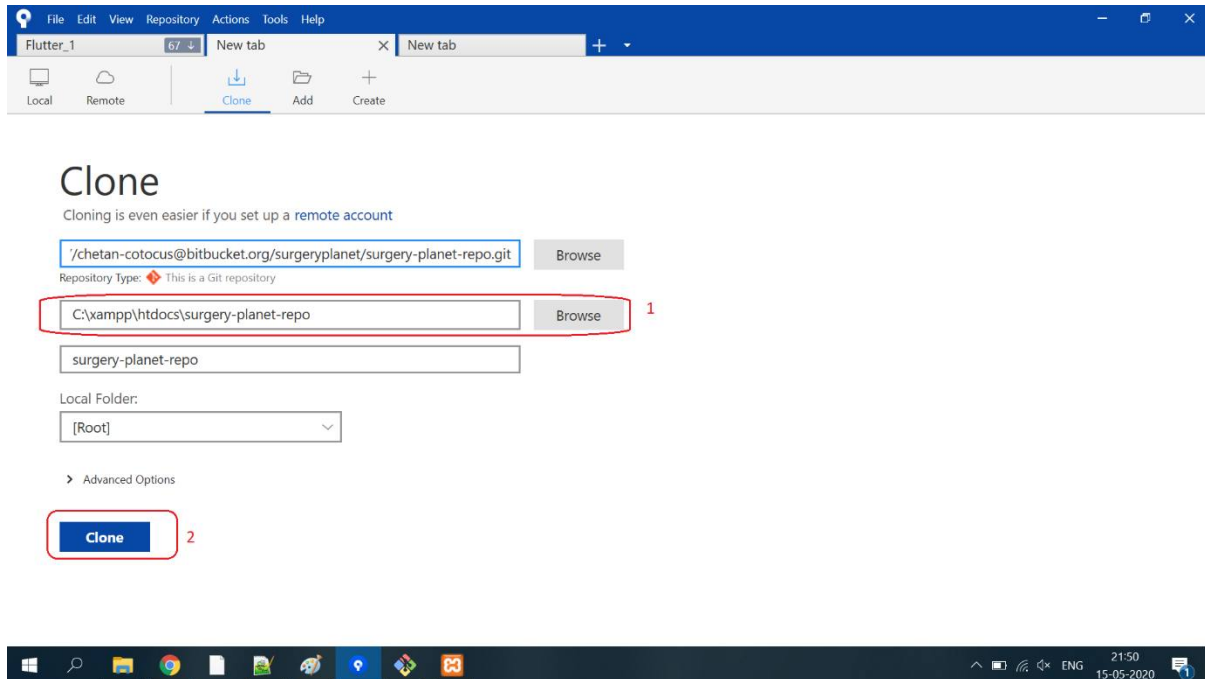 File Edit View Repository Actions Tools Help
Flutter_1 67 ↓ New tab New tab
Local Remote Clone Add Create
Clone
Cloning is even easier if you set up a remote account
'/chetan-cotocus@bitbucket.org/surgeryplanet/surgery-planet-repo.git Browse
Repository Type: This is a Git repository
C:\xampp\htdocs\surgery-planet-repo Browse 1
surgery-planet-repo
Local Folder:
[Root]
Advanced Options
Clone 2
ENG 21:50
15-05-2020 1